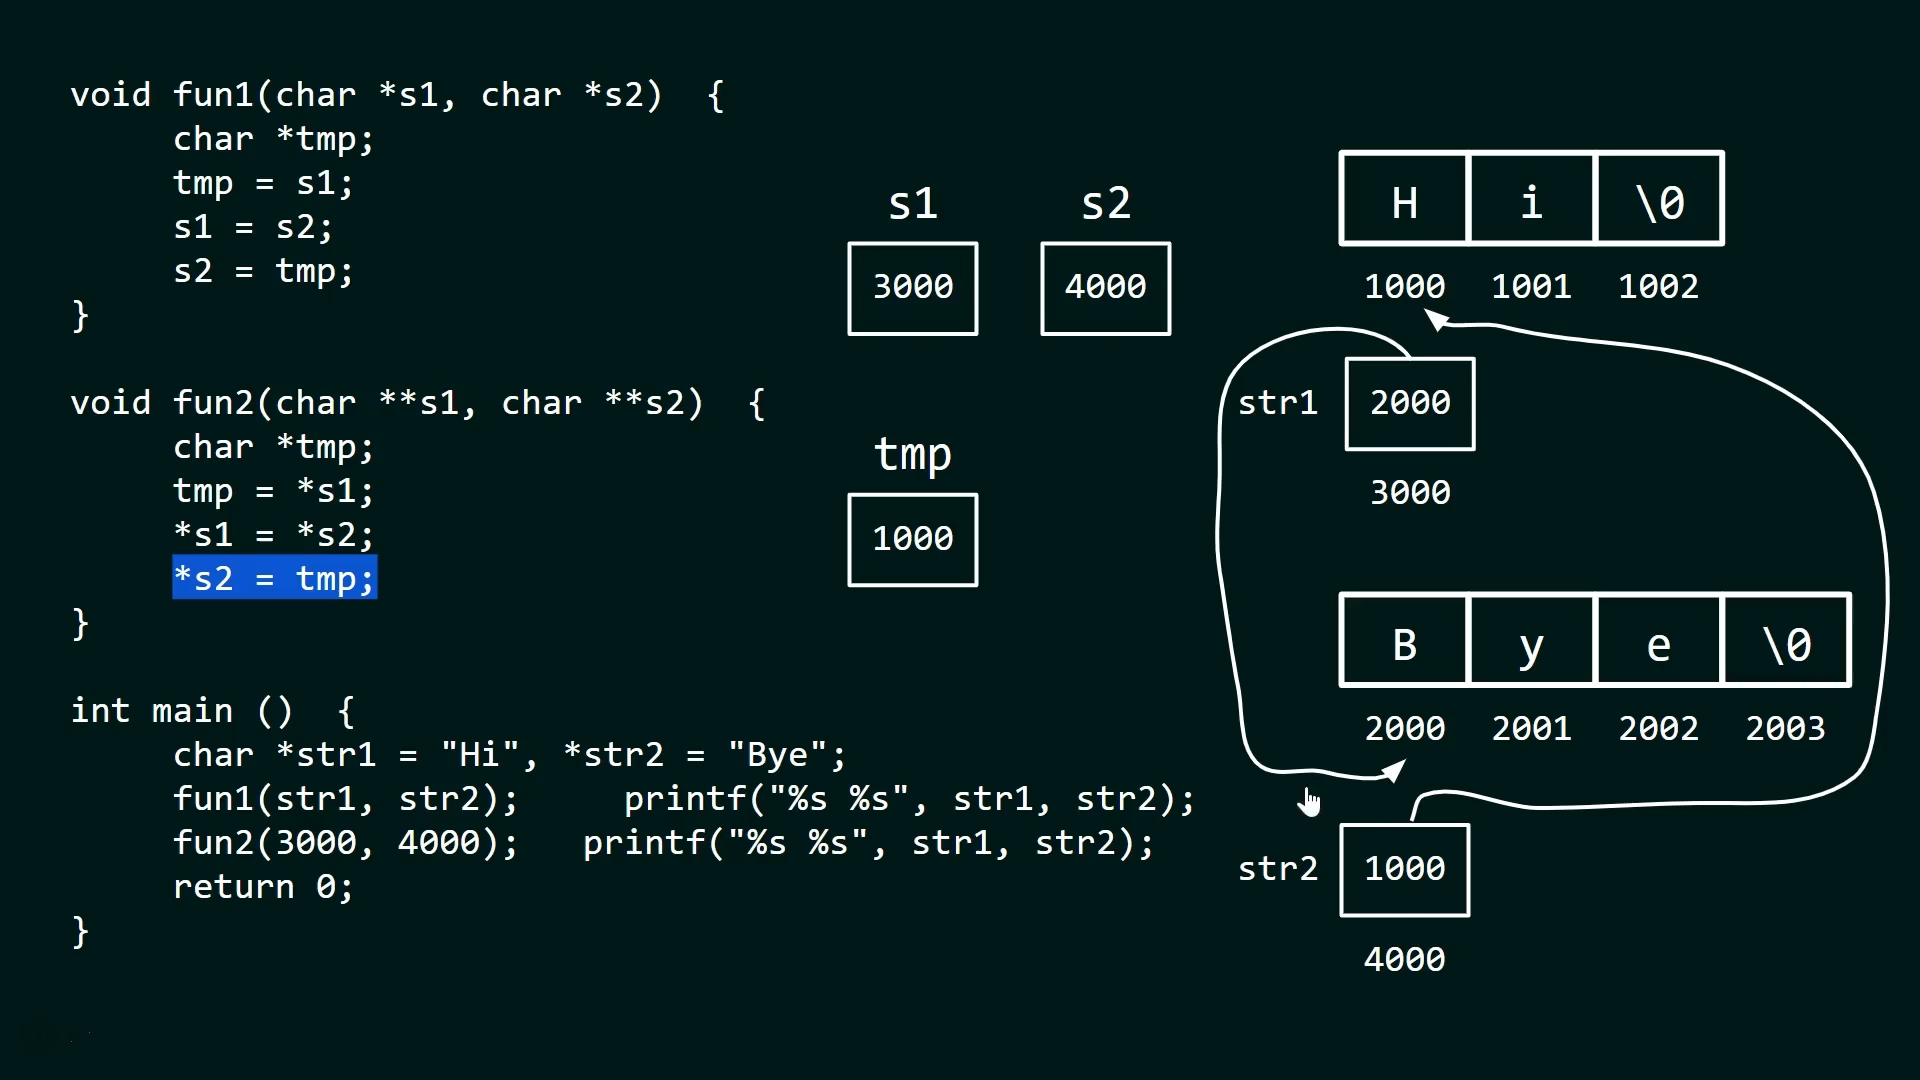 void fun1(char *s1, char *s2)  {
     char *tmp;
     tmp = s1;
     s1 = s2;
     s2 = tmp;
}
void fun2(char **s1, char **s2)  {
     char *tmp;
     tmp = *s1;
     *s1 = *s2;
     *s2 = tmp;
}
int main ()  {
     char *str1 = "Hi", *str2 = "Bye";
     fun1(str1, str2);     printf("%s %s", str1, str2);
     fun2(3000, 4000);   printf("%s %s", str1, str2);
     return 0;
}
s1 s2
3000 4000
tmp
1000
H i \0
1000 1001 1002
str1 2000
3000
B y e \0
2000 2001 2002 2003
str2 1000
4000